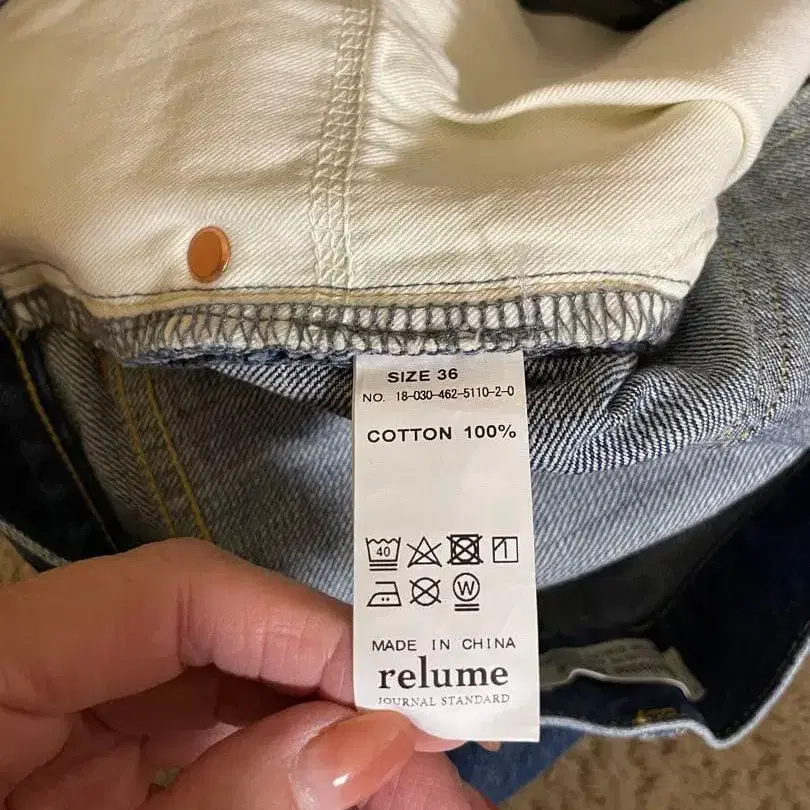 SIZE 36
NO. 18-030-462-5110-2-0
COTTON 100%
40
W
MADE IN CHINA
relume
JOURNAL STANDARD